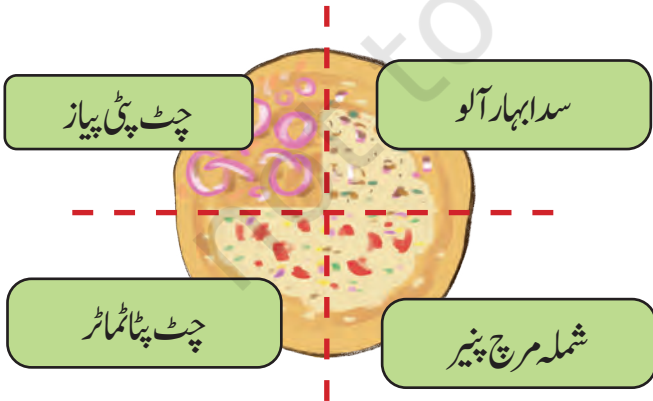 سدابہار آلو
چٹ پٹی پیاز
شملہ مرچ پنیر
چٹ پٹا ٹماٹر